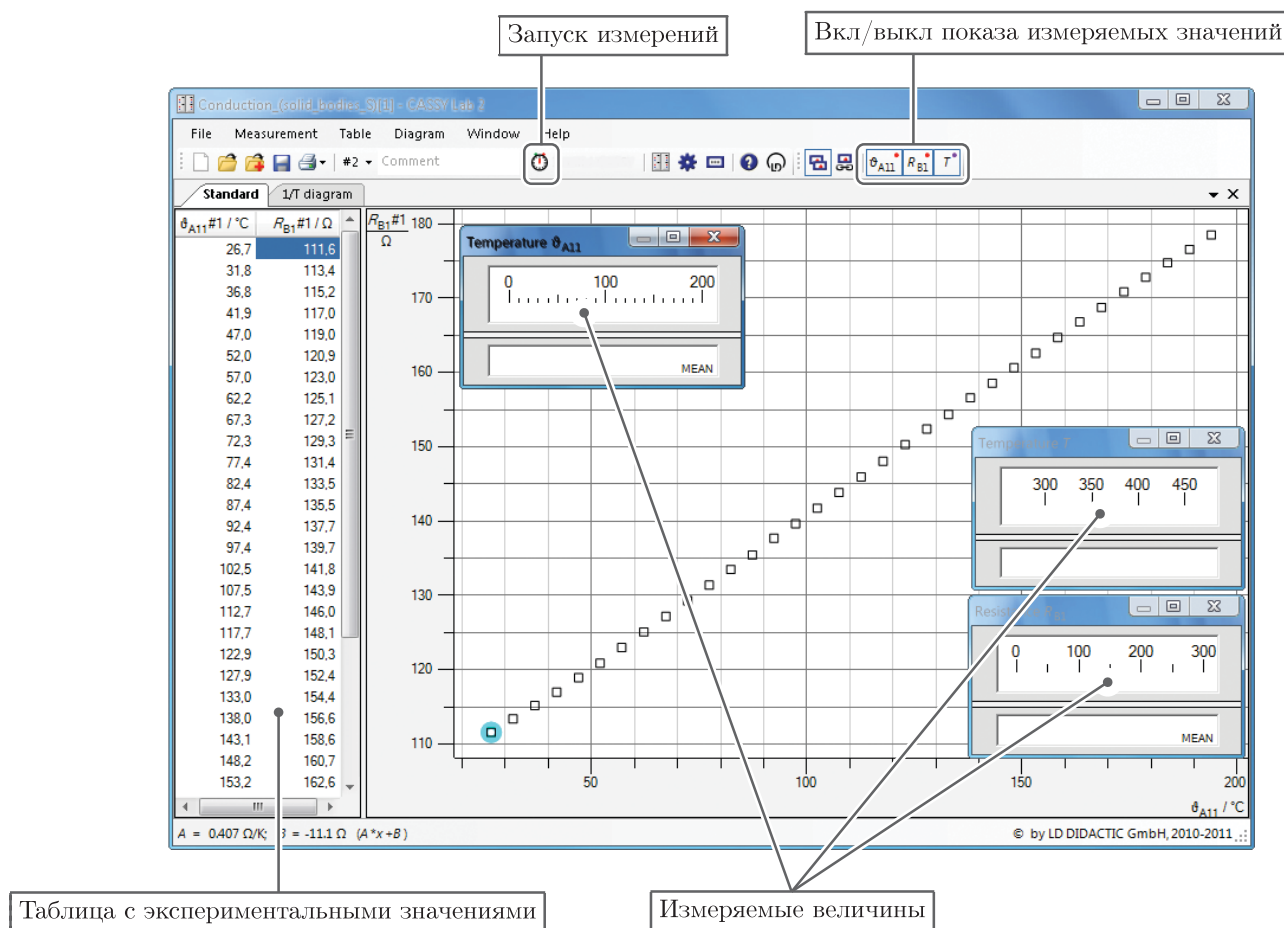 Запуск измерений
Вкл/выкл показа измеряемых значений
Conduction_(solid_bodies_S)[1] - CASSY Lab 2
File Measurement Table Diagram Window Help
#2 Comment
ϑA11 RB1 T
Standard 1/T diagram
ϑA11#1 / °C RB1#1 / Ω
26,7 111,6
31,8 113,4
36,8 115,2
41,9 117,0
47,0 119,0
52,0 120,9
57,0 123,0
62,2 125,1
67,3 127,2
72,3 129,3
77,4 131,4
82,4 133,5
87,4 135,5
92,4 137,7
97,4 139,7
102,5 141,8
107,5 143,9
112,7 146,0
117,7 148,1
122,9 150,3
127,9 152,4
133,0 154,4
138,0 156,6
143,1 158,6
148,2 160,7
153,2 162,6
RB1#1
Ω
180
170
160
150
140
130
120
110
50 100 150 200
ϑA11 / °C
Temperature ϑA11
0 100 200
MEAN
Temperature T
300 350 400 450
Resistance RB1
0 100 200 300
MEAN
A = 0.407 Ω/K; = -11.1 Ω (A*x+B)
© by LD DIDACTIC GmbH, 2010-2011
Таблица с экспериментальными значениями
Измеряемые величины